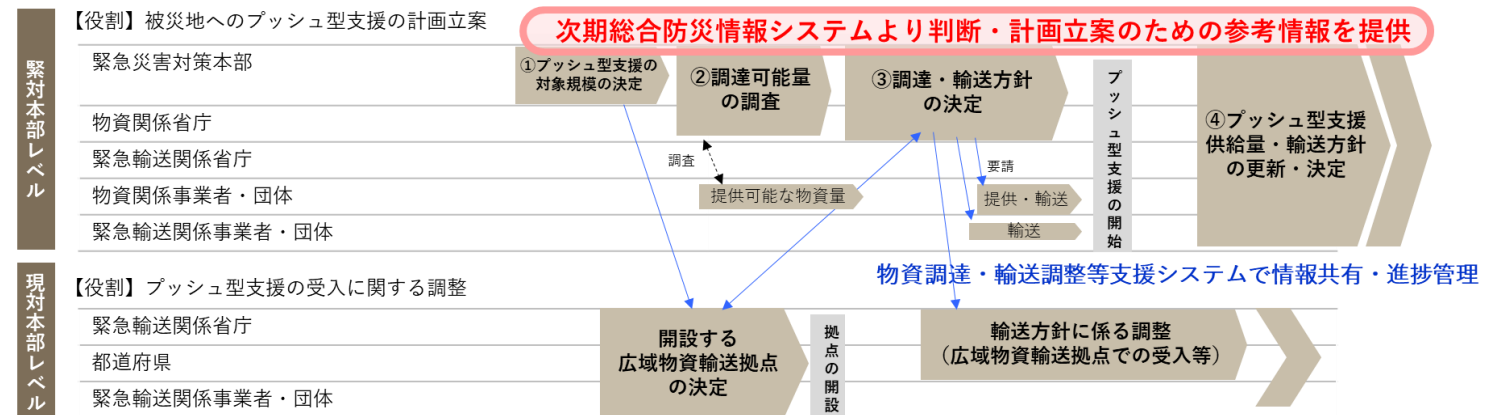 【役割】被災地へのプッシュ型支援の計画立案
次期総合防災情報システムより判断・計画立案のための参考情報を提供
緊対本部レベル
緊急災害対策本部
物資関係省庁
緊急輸送関係省庁
物資関係事業者・団体
緊急輸送関係事業者・団体
①プッシュ型支援の
対象規模の決定
②調達可能量
の調査
③調達・輸送方針
の決定
プッシュ型支援の開始
④プッシュ型支援
供給量・輸送方針
の更新・決定
調査
提供可能な物資量
要請
提供・輸送
輸送
物資調達・輸送調整等支援システムで情報共有・進捗管理
現対本部レベル
【役割】プッシュ型支援の受入に関する調整
緊急輸送関係省庁
都道府県
緊急輸送関係事業者・団体
開設する
広域物資輸送拠点
の決定
拠点の開設
輸送方針に係る調整
（広域物資輸送拠点での受入等）